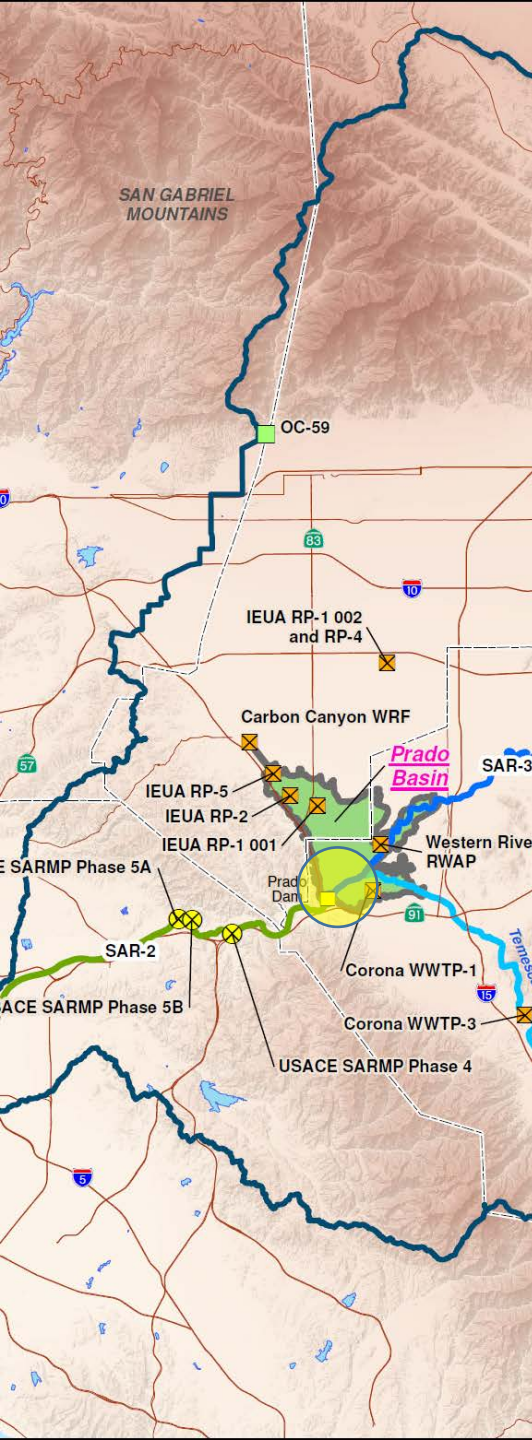 SAN GABRIEL
MOUNTAINS
OC-59
83
10
IEUA RP-1 002
and RP-4
Carbon Canyon WRF
57
Prado
Basin
SAR-3
IEUA RP-5
IEUA RP-2
IEUA RP-1 001
Western Rive
RWAP
E SARMP Phase 5A
Prado
Dam
91
SAR-2
Corona WWTP-1
Temesc
15
ACE SARMP Phase 5B
Corona WWTP-3
USACE SARMP Phase 4
5